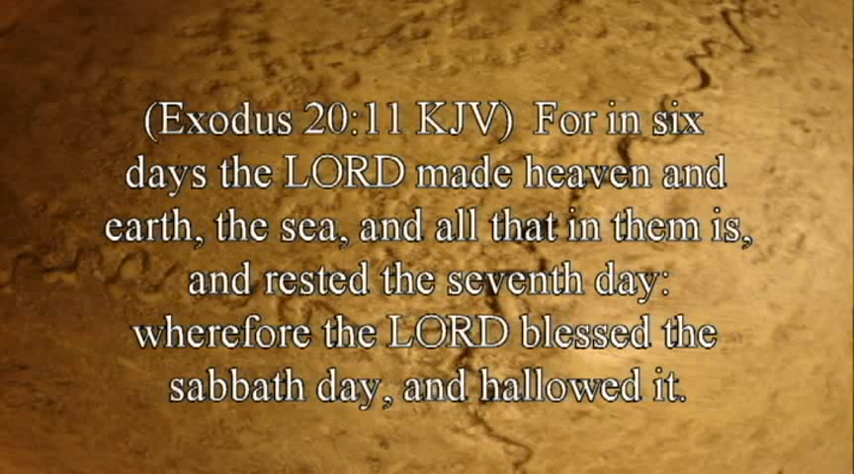 (Exodus 20:11 KJV)  For in six
days the LORD made heaven and
earth, the sea, and all that in them is,
and rested the seventh day:
wherefore the LORD blessed the
sabbath day, and hallowed it.